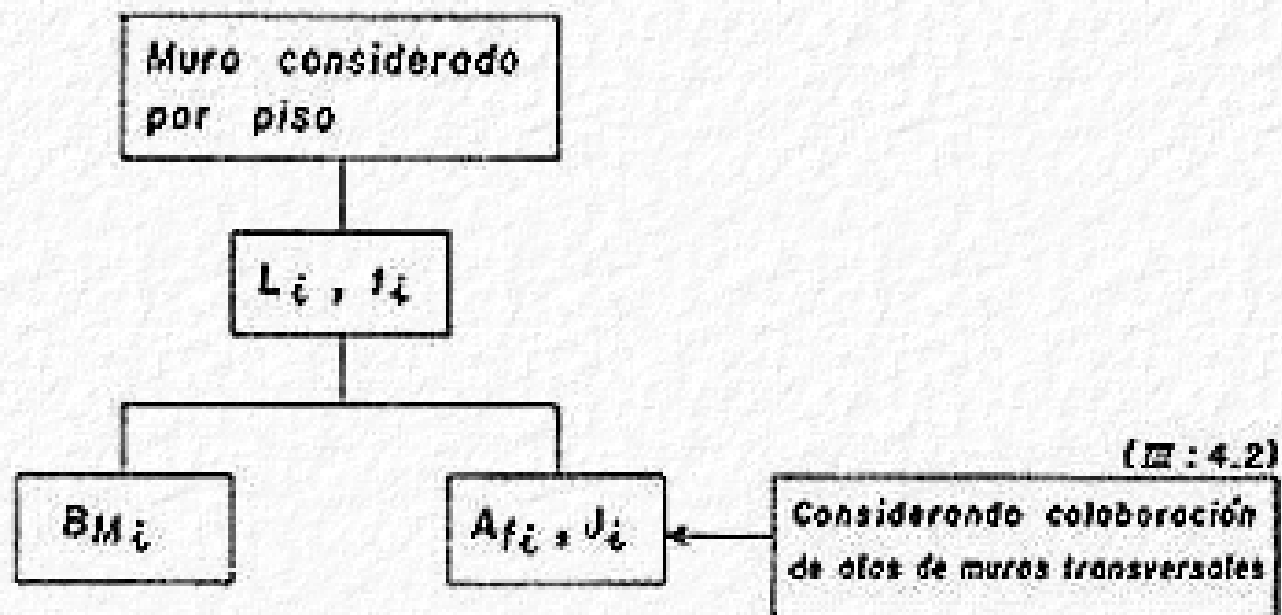 Muro considerado
por piso
Li , ti
BMi
Afi , Ji
(III : 4.2)
Considerando colaboración
de alas de muros transversales